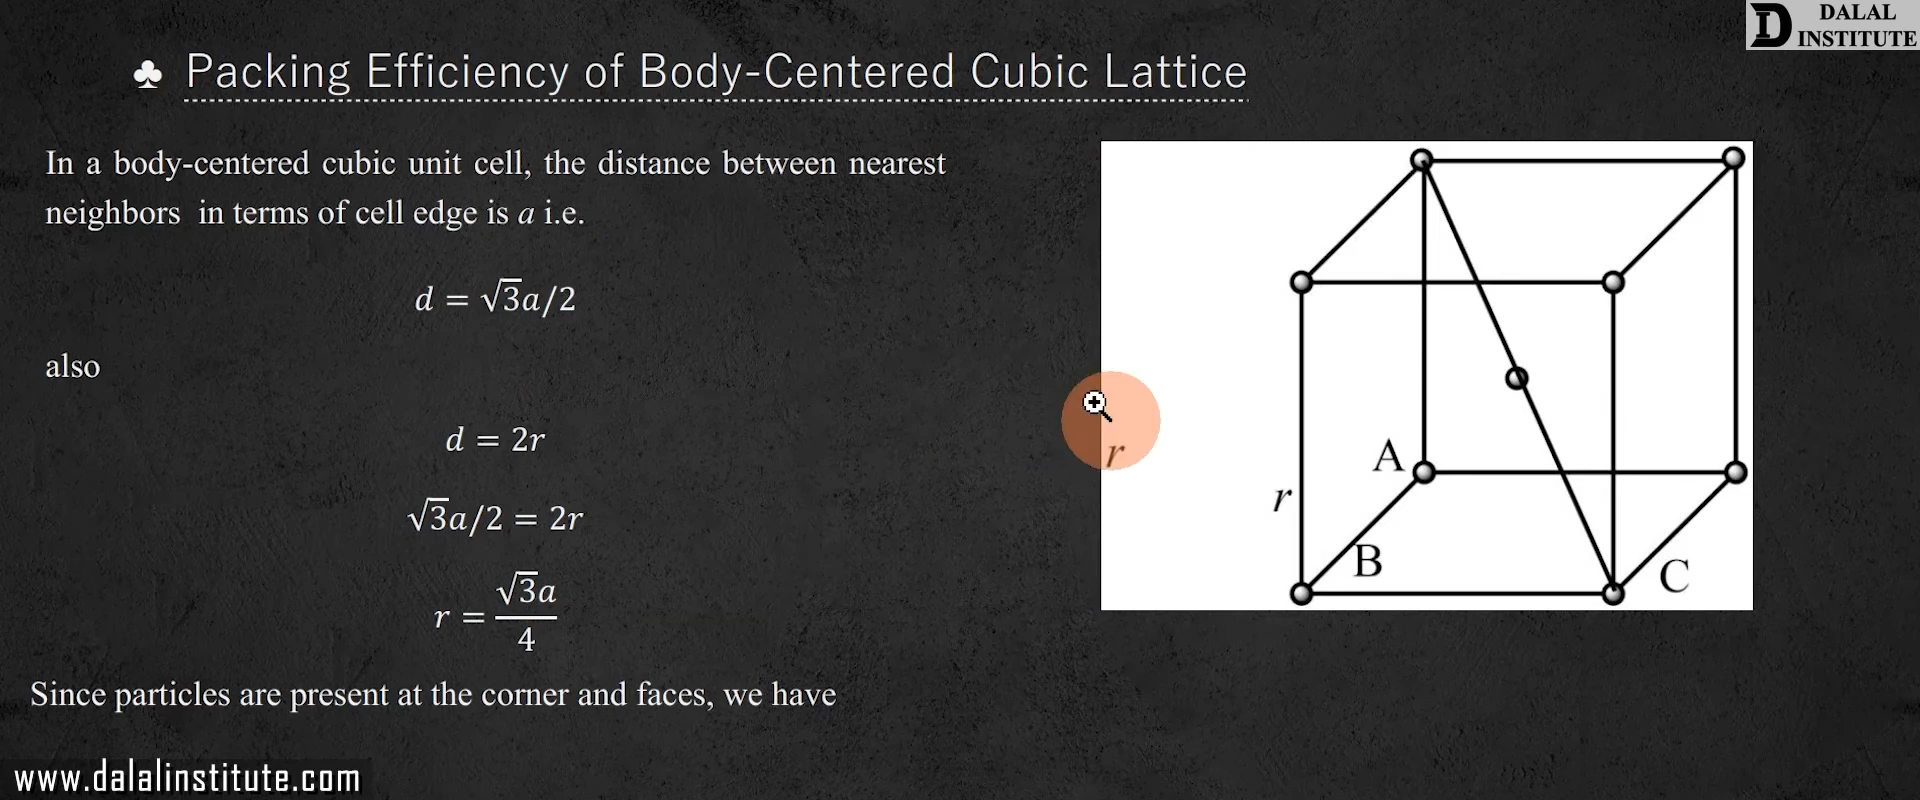 DALAL
INSTITUTE
♣ Packing Efficiency of Body-Centered Cubic Lattice
In a body-centered cubic unit cell, the distance between nearest
neighbors in terms of cell edge is a i.e.
d = √3a/2
also
d = 2r
√3a/2 = 2r
r = √3a/4
Since particles are present at the corner and faces, we have
r
A
r
B
C
www.dalalinstitute.com